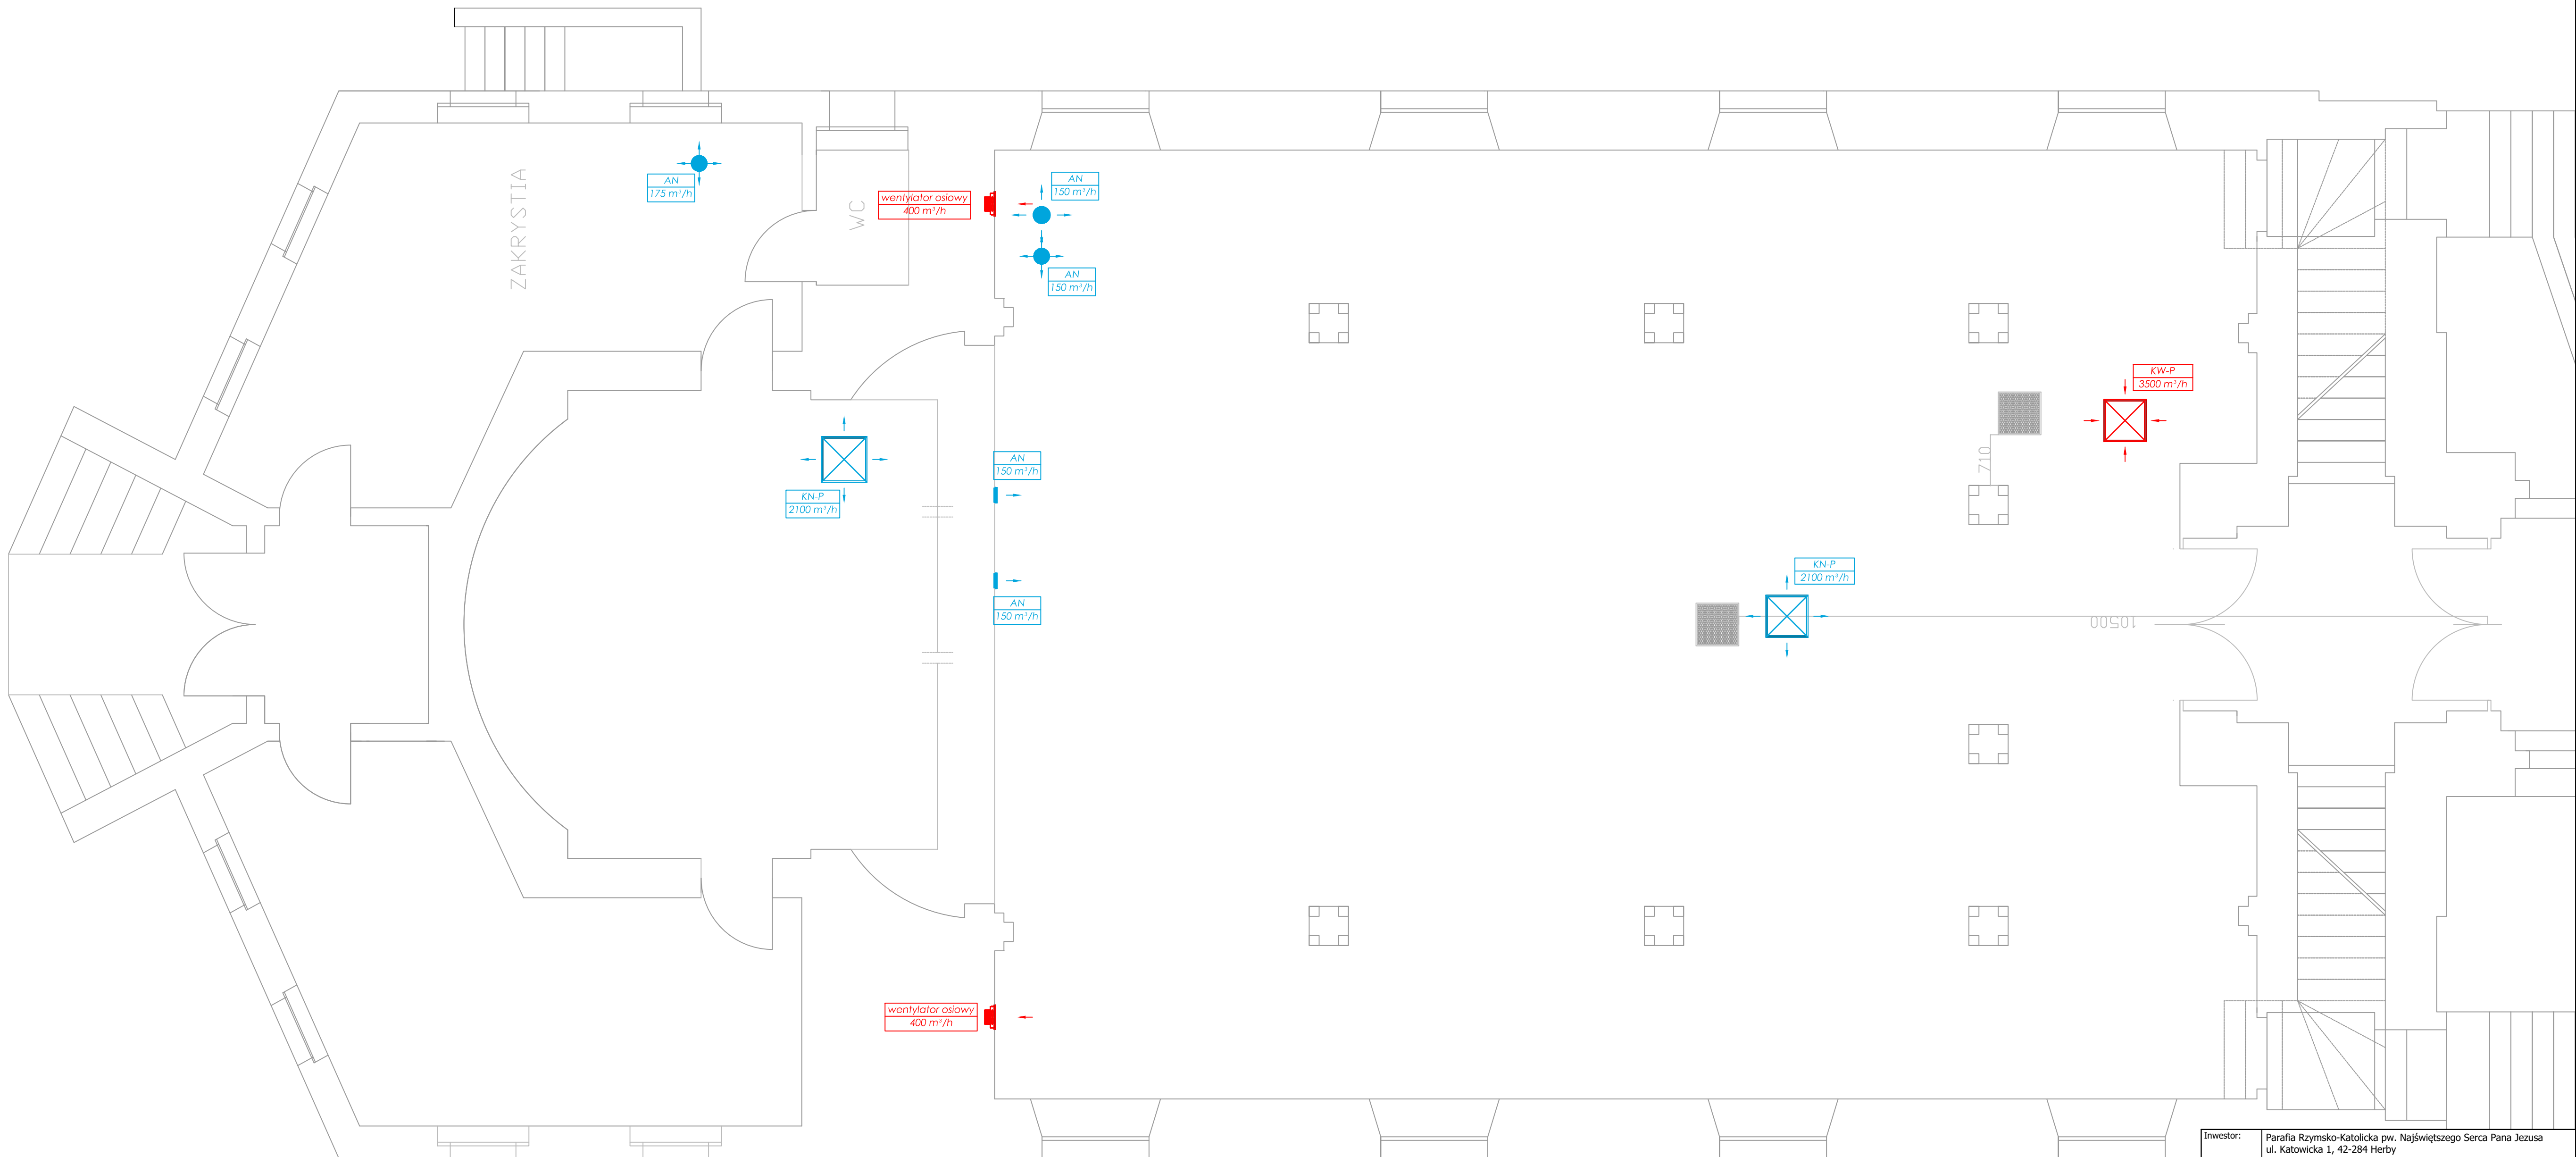 ZAKRYSTIA
AN
175 m³/h
WC
wentylator osiowy
400 m³/h
AN
150 m³/h
AN
150 m³/h
KN-P
2100 m³/h
AN
150 m³/h
AN
150 m³/h
KW-P
3500 m³/h
710
KN-P
2100 m³/h
10500
wentylator osiowy
400 m³/h
Inwestor:
Parafia Rzymsko-Katolicka pw. Najświętszego Serca Pana Jezusa
ul. Katowicka 1, 42-284 Herby